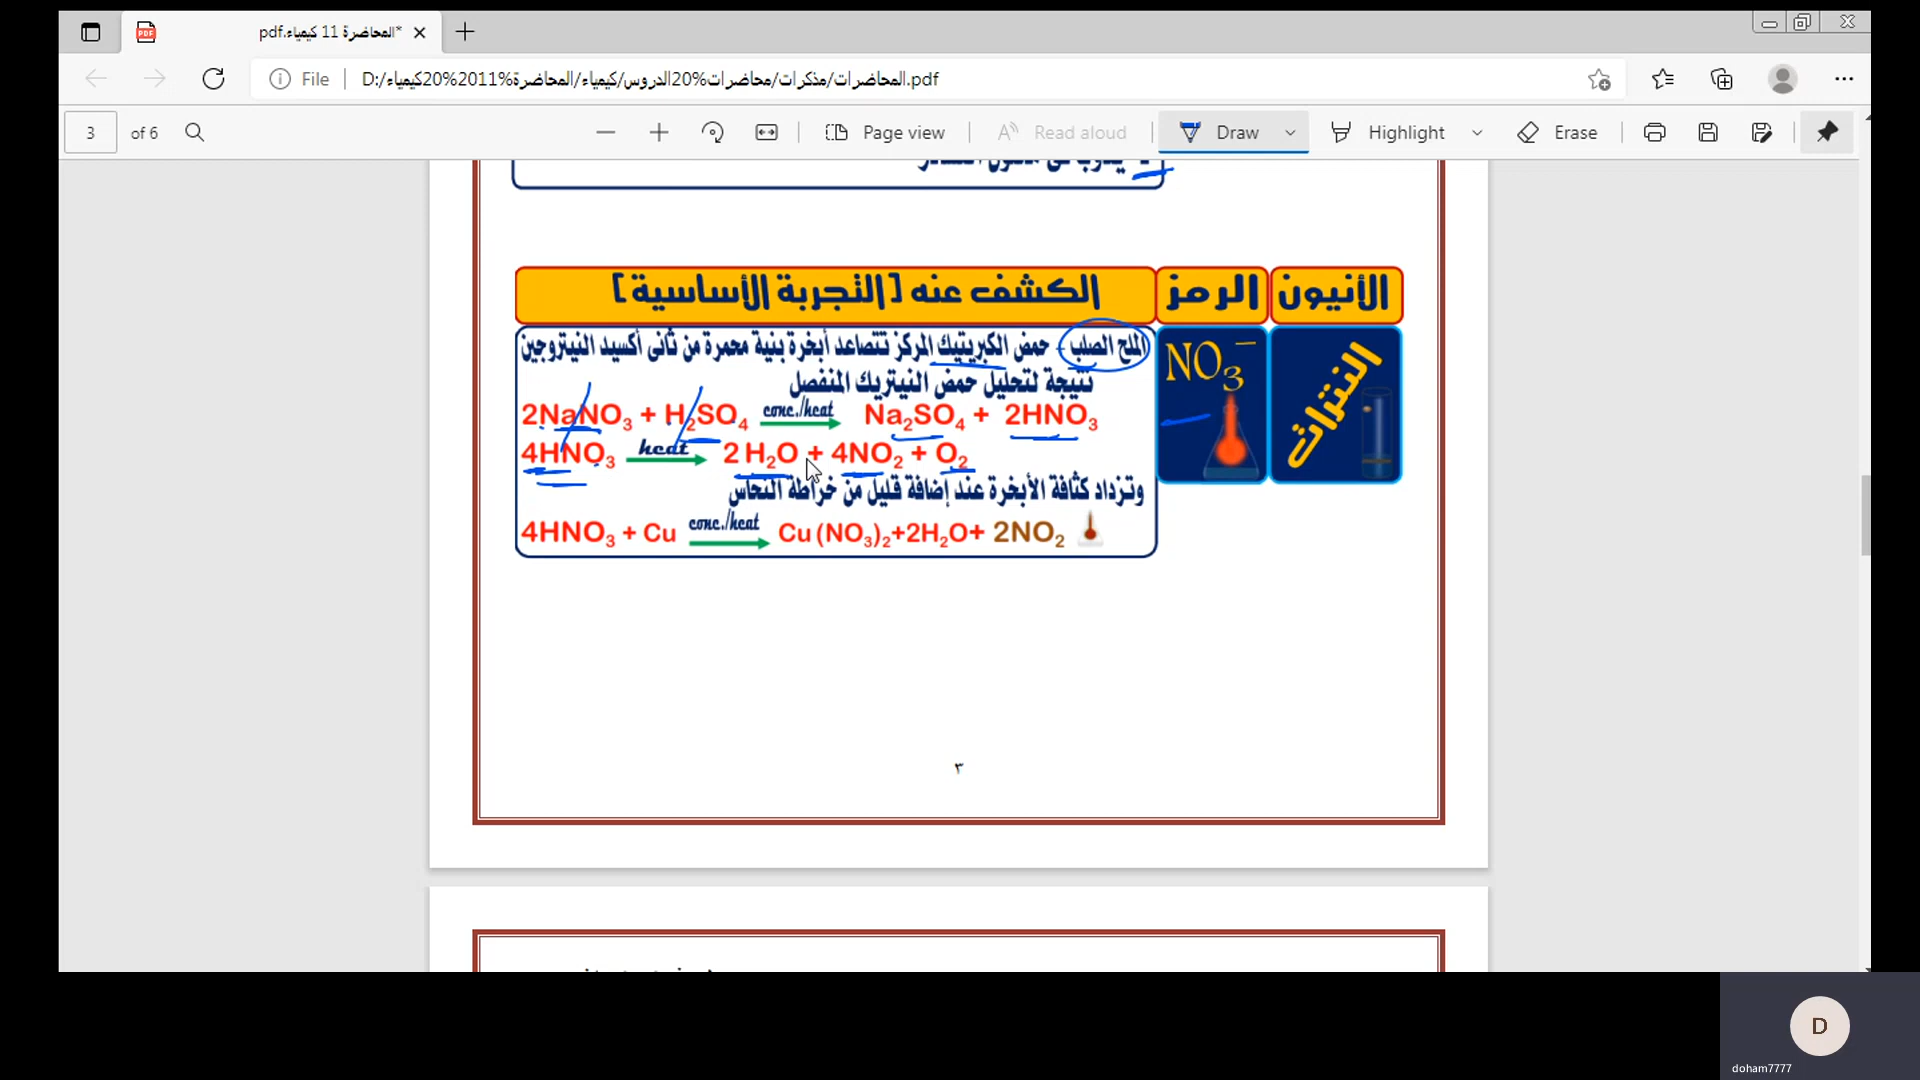 المحاضرة 11 كيمياء.pdf*
File
D:/المحاضرات/مذكرات/محاضرات%20الدروس/كيمياء/المحاضرة%2011%20كيمياء.pdf
3 of 6
Page view
Read aloud
Draw
Highlight
Erase
الأنيون
الرمز
الكشف عنه [التجربة الأساسية]
النترات
NO₃⁻
الملح الصلب - حمض الكبريتيك المركز تتصاعد أبخرة بنية محمرة من ثانى أكسيد النيتروجين
نتيجة لتحليل حمض النيتريك المنفصل
2NaNO₃ + H₂SO₄ conc./heat Na₂SO₄ + 2HNO₃
4HNO₃ heat 2H₂O + 4NO₂ + O₂
وتزداد كثافة الأبخرة عند إضافة قليل من خراطة النحاس
4HNO₃ + Cu conc./heat Cu(NO₃)₂+2H₂O+ 2NO₂
٣
D
doham7777